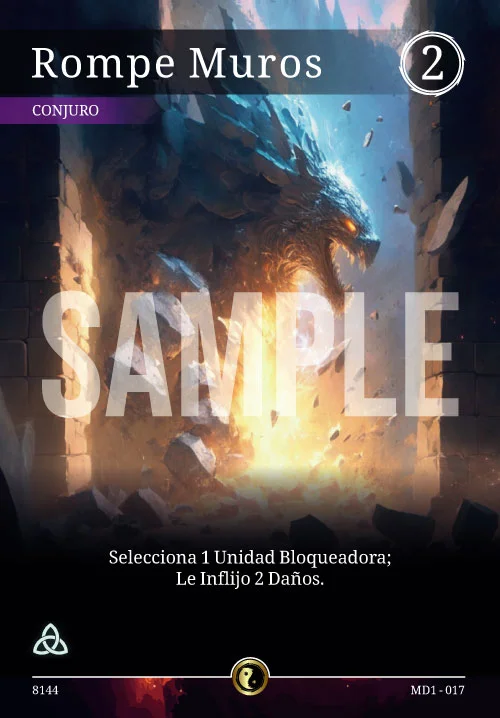 Rompe Muros
2
CONJURO
SAMPLE
Selecciona 1 Unidad Bloqueadora;
Le Inflijo 2 Daños.
8144
MD1 - 017